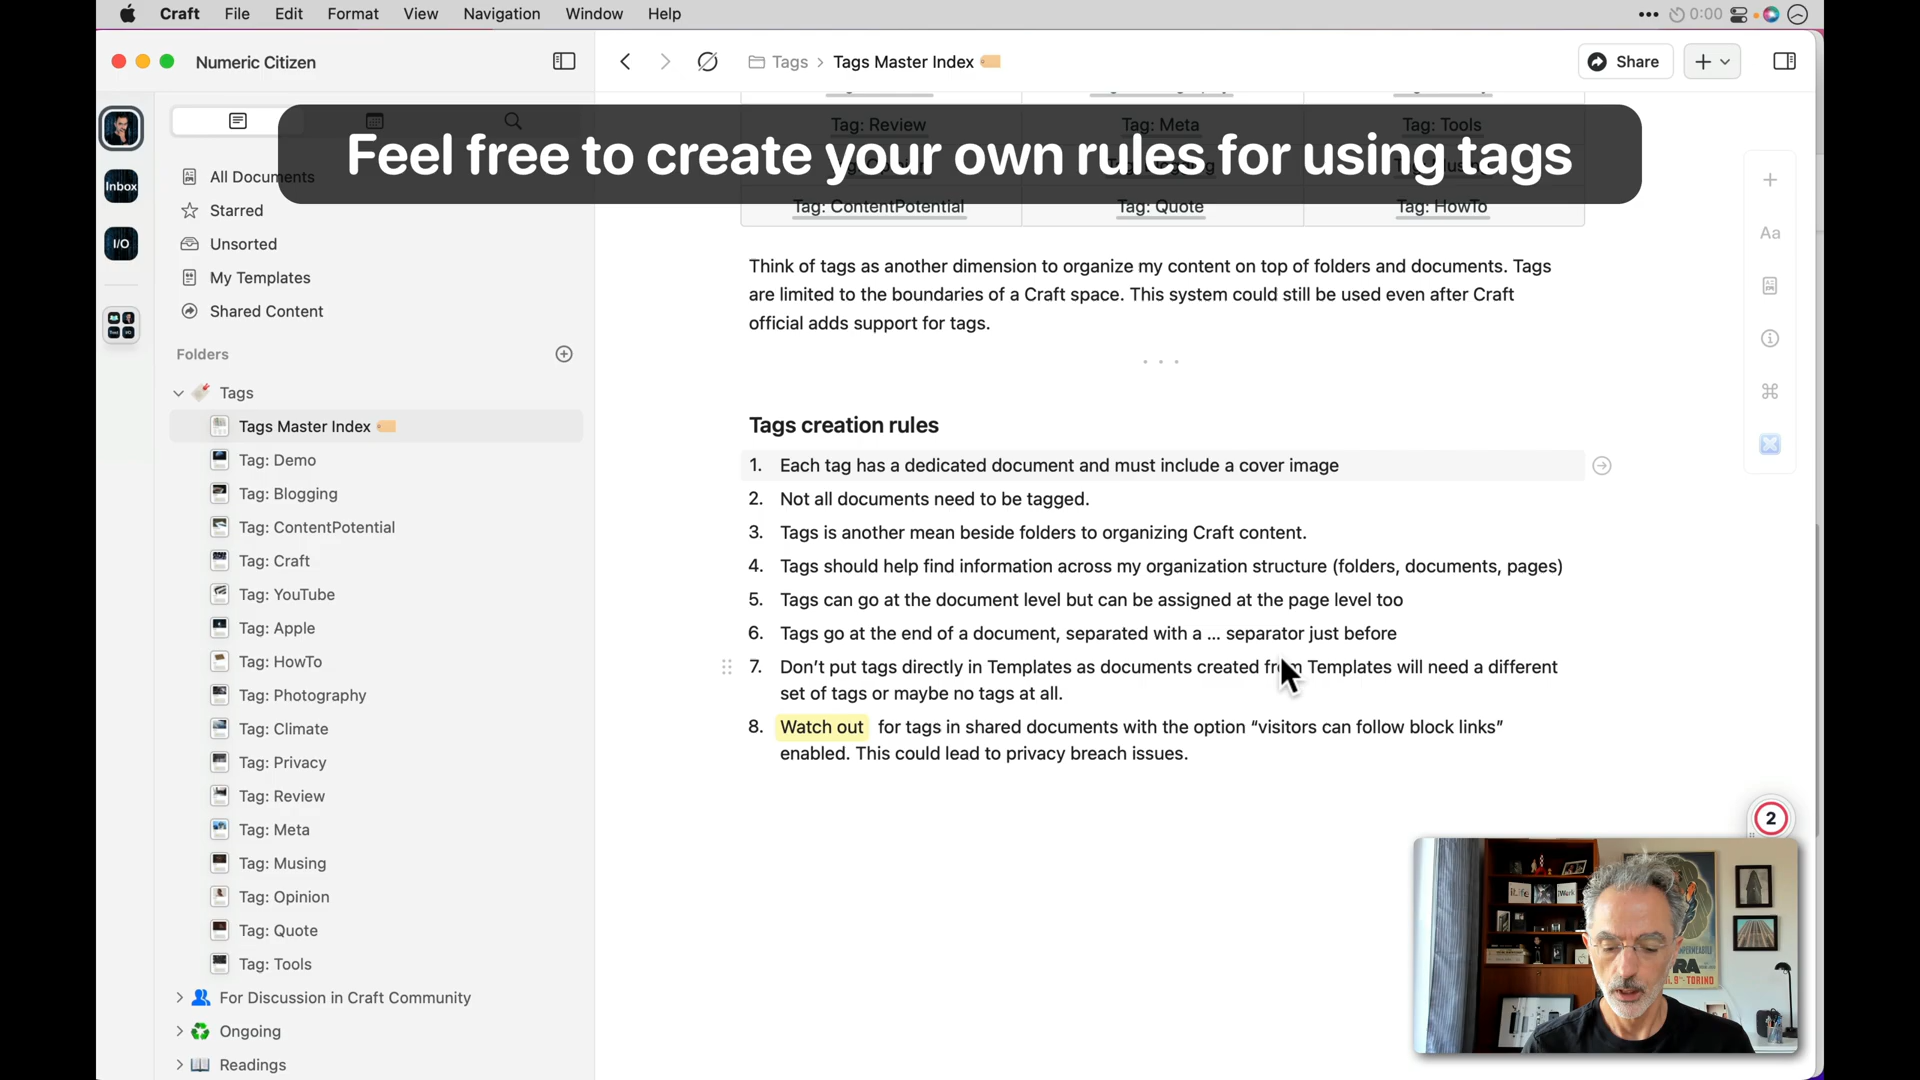 Craft File Edit Format View Navigation Window Help
0:00
Numeric Citizen
Tags › Tags Master Index
Share
Feel free to create your own rules for using tags
Inbox
I/O
All Documents
Starred
Unsorted
My Templates
Shared Content
Folders
Tags
Tags Master Index
Tag: Demo
Tag: Blogging
Tag: ContentPotential
Tag: Craft
Tag: YouTube
Tag: Apple
Tag: HowTo
Tag: Photography
Tag: Climate
Tag: Privacy
Tag: Review
Tag: Meta
Tag: Musing
Tag: Opinion
Tag: Quote
Tag: Tools
For Discussion in Craft Community
Ongoing
Readings
Tag: Review Tag: Meta Tag: Tools
Tag: ContentPotential Tag: Quote Tag: HowTo
Think of tags as another dimension to organize my content on top of folders and documents. Tags
are limited to the boundaries of a Craft space. This system could still be used even after Craft
official adds support for tags.
Tags creation rules
1. Each tag has a dedicated document and must include a cover image
2. Not all documents need to be tagged.
3. Tags is another mean beside folders to organizing Craft content.
4. Tags should help find information across my organization structure (folders, documents, pages)
5. Tags can go at the document level but can be assigned at the page level too
6. Tags go at the end of a document, separated with a ... separator just before
7. Don't put tags directly in Templates as documents created from Templates will need a different
set of tags or maybe no tags at all.
8. Watch out for tags in shared documents with the option “visitors can follow block links”
enabled. This could lead to privacy breach issues.
Aa
2
RA
TORINO